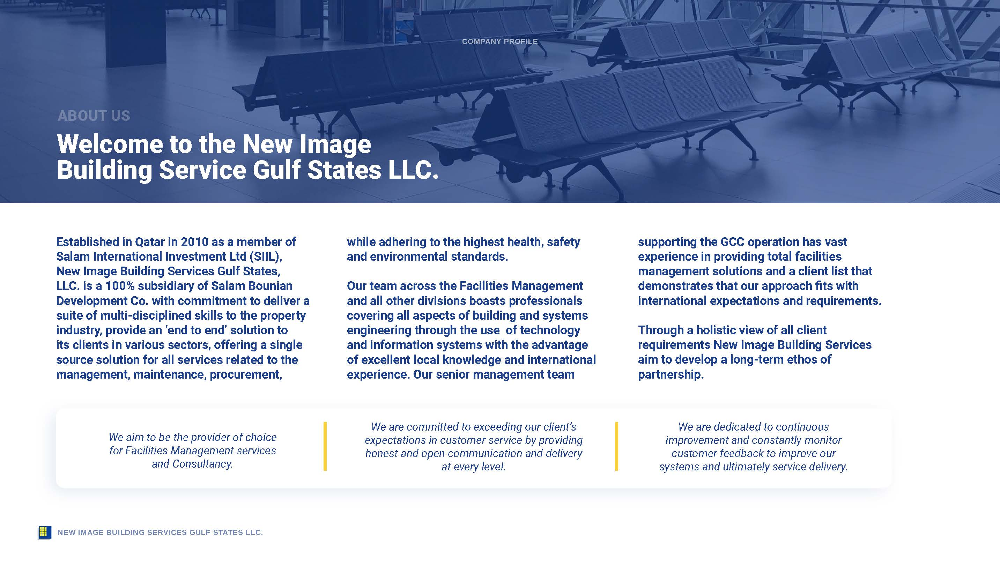 COMPANY PROFILE
ABOUT US
Welcome to the New Image
Building Service Gulf States LLC.
Established in Qatar in 2010 as a member of
Salam International Investment Ltd (SIIL),
New Image Building Services Gulf States,
LLC. is a 100% subsidiary of Salam Bounian
Development Co. with commitment to deliver a
suite of multi-disciplined skills to the property
industry, provide an ‘end to end’ solution to
its clients in various sectors, offering a single
source solution for all services related to the
management, maintenance, procurement,
while adhering to the highest health, safety
and environmental standards.
Our team across the Facilities Management
and all other divisions boasts professionals
covering all aspects of building and systems
engineering through the use  of technology
and information systems with the advantage
of excellent local knowledge and international
experience. Our senior management team
supporting the GCC operation has vast
experience in providing total facilities
management solutions and a client list that
demonstrates that our approach fits with
international expectations and requirements.
Through a holistic view of all client
requirements New Image Building Services
aim to develop a long-term ethos of
partnership.
We aim to be the provider of choice
for Facilities Management services
and Consultancy.
We are committed to exceeding our client’s
expectations in customer service by providing
honest and open communication and delivery
at every level.
We are dedicated to continuous
improvement and constantly monitor
customer feedback to improve our
systems and ultimately service delivery.
NEW IMAGE BUILDING SERVICES GULF STATES LLC.